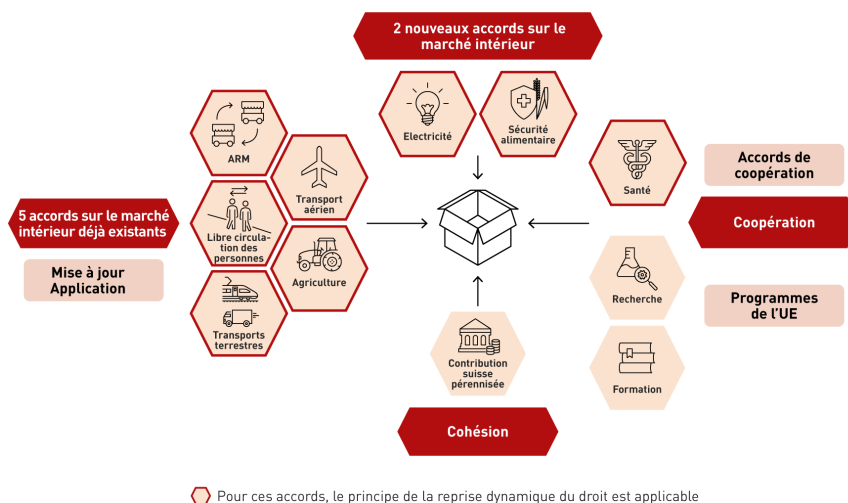 2 nouveaux accords sur le
marché intérieur
Electricité
Sécurité
alimentaire
ARM
Transport
aérien
5 accords sur le marché
intérieur déjà existants
Libre circula-
tion des
personnes
Mise à jour
Application
Agriculture
Transports
terrestres
Santé
Accords de
coopération
Coopération
Recherche
Programmes
de l’UE
Formation
Contribution
suisse
pérennisée
Cohésion
Pour ces accords, le principe de la reprise dynamique du droit est applicable